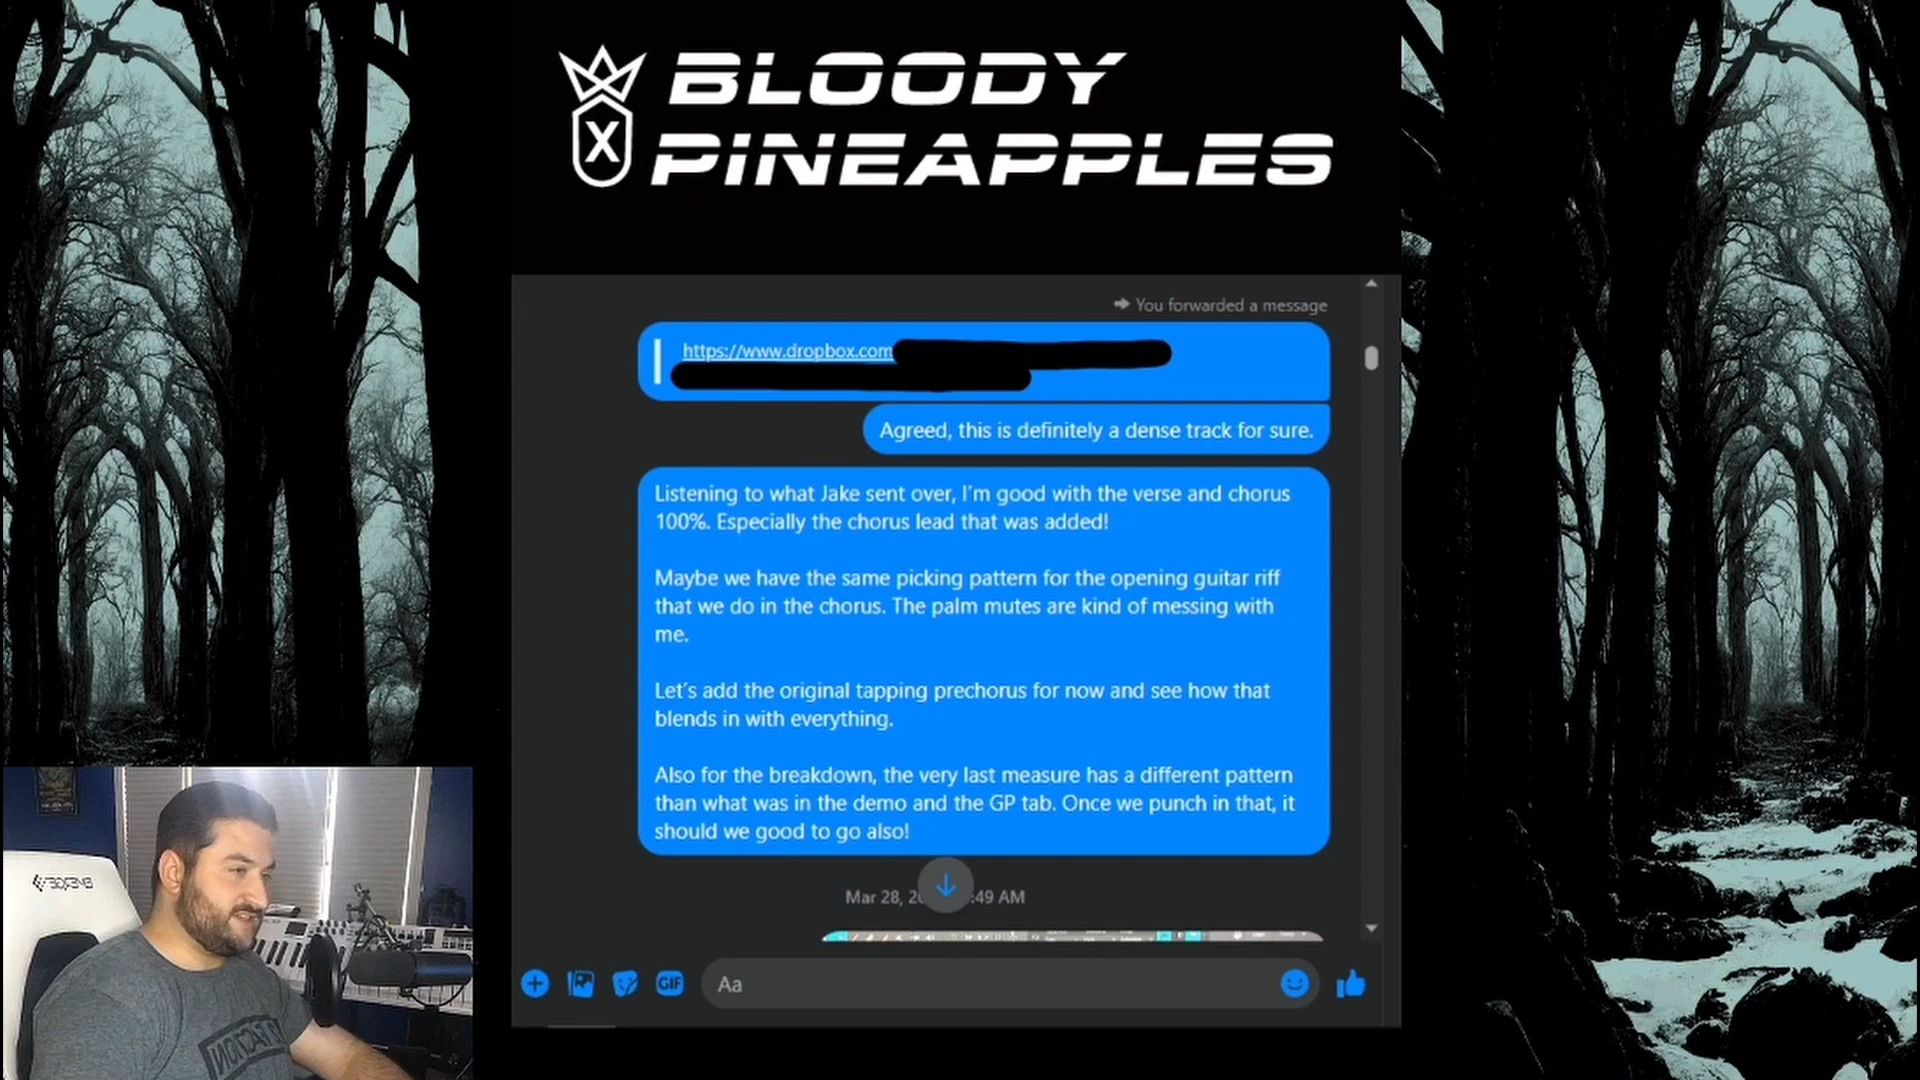 BLOODY
X
PINEAPPLES
You forwarded a message
https://www.dropbox.com
Agreed, this is definitely a dense track for sure.
Listening to what Jake sent over, I'm good with the verse and chorus
100%. Especially the chorus lead that was added!
Maybe we have the same picking pattern for the opening guitar riff
that we do in the chorus. The palm mutes are kind of messing with
me.
Let's add the original tapping prechorus for now and see how that
blends in with everything.
Also for the breakdown, the very last measure has a different pattern
than what was in the demo and the GP tab. Once we punch in that, it
should we good to go also!
Mar 28, 20 :49 AM
GIF
Aa